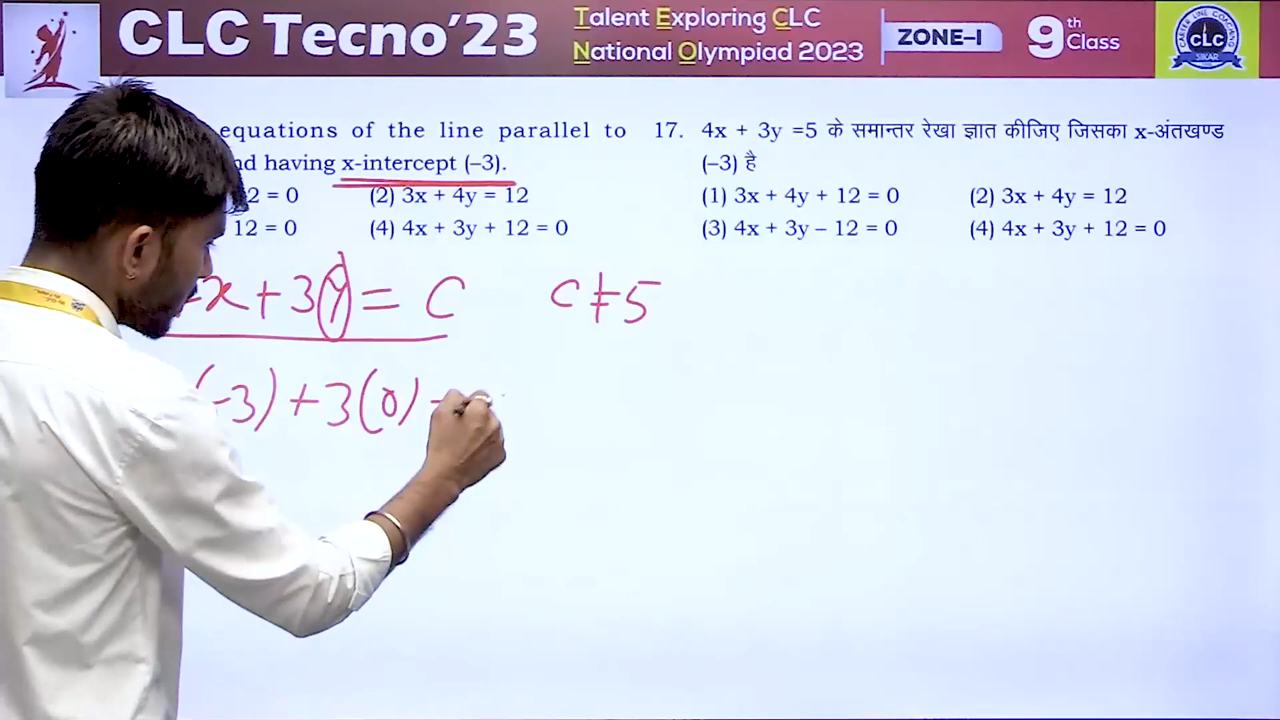 CLC Tecno'23
Talent Exploring CLC
National Olympiad 2023
ZONE–I
9th Class
CLC
SIKAR
equations of the line parallel to
having x-intercept (–3).
2 = 0 (2) 3x + 4y = 12
12 = 0 (4) 4x + 3y + 12 = 0
17. 4x + 3y =5 के समान्तर रेखा ज्ञात कीजिए जिसका x-अंतखण्ड
(–3) है
(1) 3x + 4y + 12 = 0 (2) 3x + 4y = 12
(3) 4x + 3y – 12 = 0 (4) 4x + 3y + 12 = 0
x + 3y = C C ≠ 5
(-3) + 3(0)